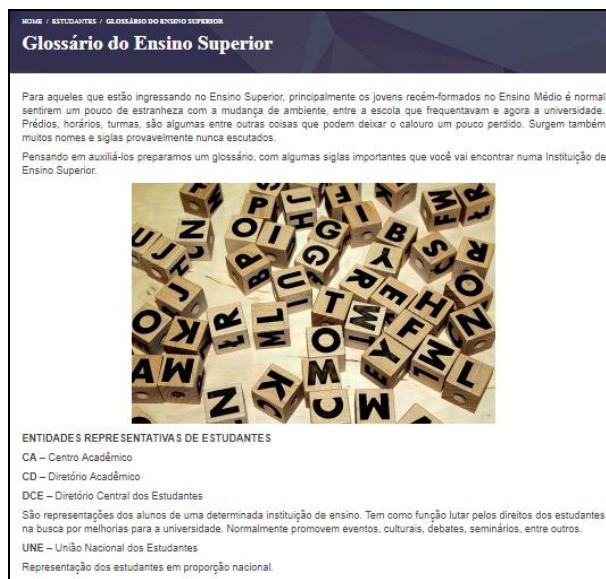 HOME / ESTUDANTES / GLOSSÁRIO DO ENSINO SUPERIOR
Glossário do Ensino Superior
Para aqueles que estão ingressando no Ensino Superior, principalmente os jovens recém-formados no Ensino Médio é normal
sentirem um pouco de estranheza com a mudança de ambiente, entre a escola que frequentavam e agora a universidade.
Prédios, horários, turmas, são algumas entre outras coisas que podem deixar o calouro um pouco perdido. Surgem também
muitos nomes e siglas provavelmente nunca escutados.
Pensando em auxiliá-los preparamos um glossário, com algumas siglas importantes que você vai encontrar numa Instituição de
Ensino Superior.
ENTIDADES REPRESENTATIVAS DE ESTUDANTES
CA – Centro Acadêmico
CD – Diretório Acadêmico
DCE – Diretório Central dos Estudantes
São representações dos alunos de uma determinada instituição de ensino. Tem como função lutar pelos direitos dos estudantes
na busca por melhorias para a universidade. Normalmente promovem eventos, culturais, debates, seminários, entre outros.
UNE – União Nacional dos Estudantes
Representação dos estudantes em proporção nacional.